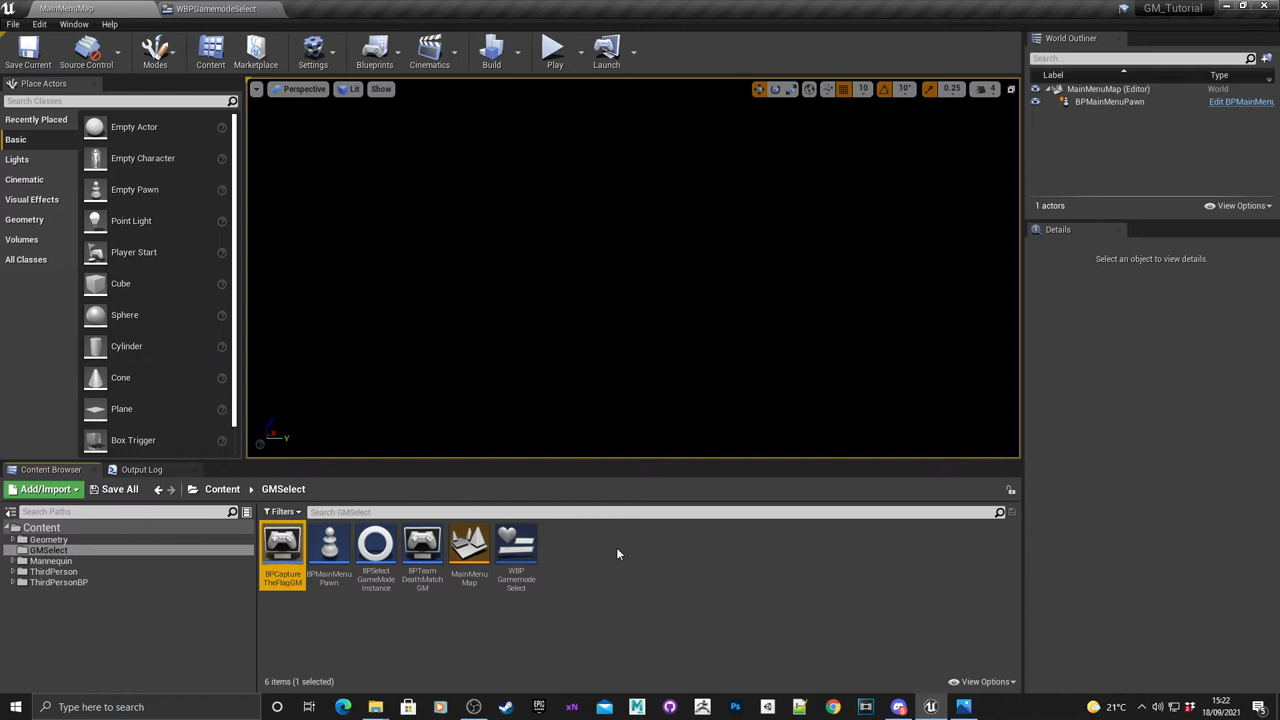 MainMenuMap
WBPGamemodeSelect
GM_Tutorial
File Edit Window Help
Save Current
Source Control
Modes
Content
Marketplace
Settings
Blueprints
Cinematics
Build
Play
Launch
World Outliner
Search...
Label
Type
MainMenuMap (Editor)
World
BPMainMenuPawn
Edit BPMainMenu
1 actors
View Options
Details
Select an object to view details.
Place Actors
Search Classes
Recently Placed
Basic
Lights
Cinematic
Visual Effects
Geometry
Volumes
All Classes
Empty Actor
Empty Character
Empty Pawn
Point Light
Player Start
Cube
Sphere
Cylinder
Cone
Plane
Box Trigger
Perspective
Lit
Show
10
10°
0.25
4
X
Y
Content Browser
Output Log
Add/Import
Save All
Content
GMSelect
Search Paths
Filters
Search GMSelect
Content
Geometry
GMSelect
Mannequin
ThirdPerson
ThirdPersonBP
BPCapture
TheFlagGM
BPMainMenu
Pawn
BPSelect
GameMode
Instance
BPTeam
DeathMatch
GM
MainMenu
Map
WBP
Gamemode
Select
6 items (1 selected)
View Options
Type here to search
21°C
15:22
18/09/2021